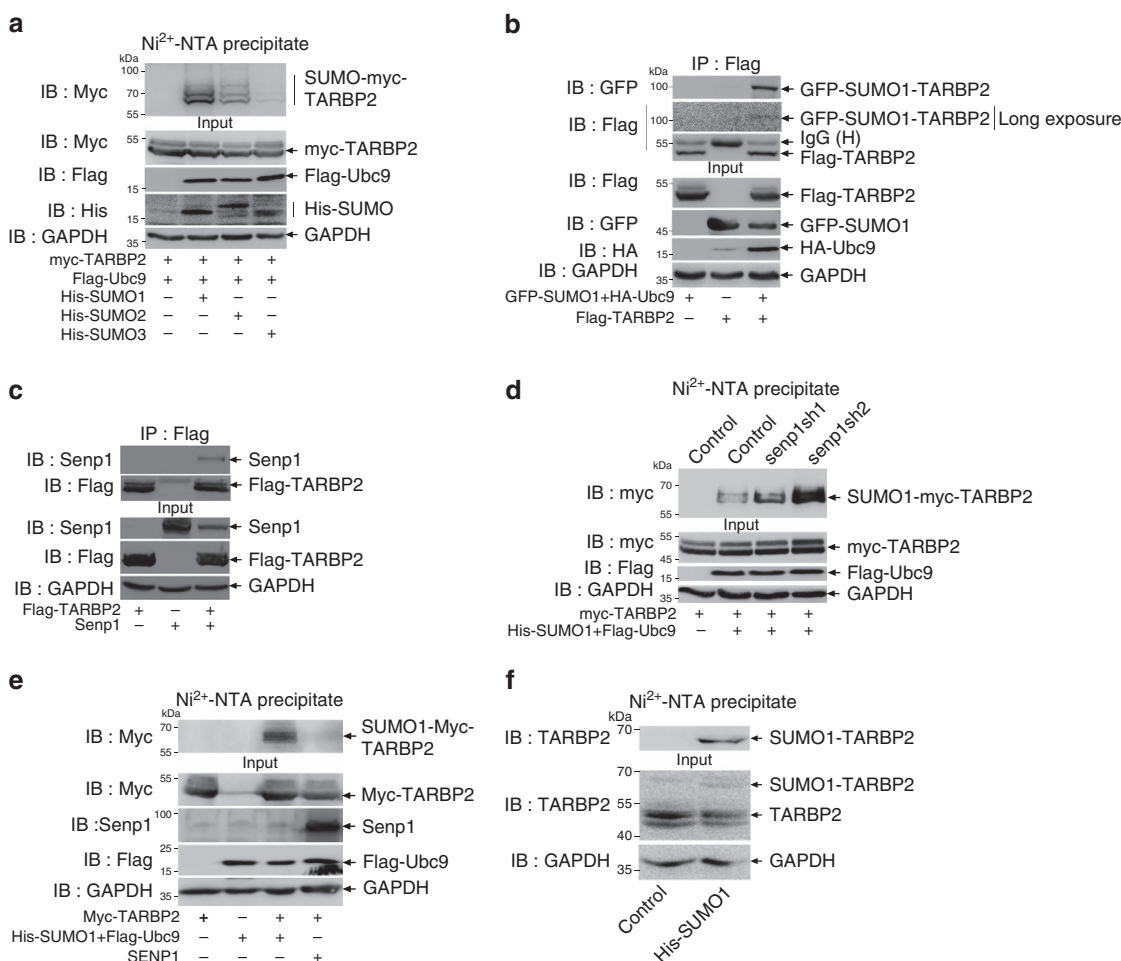 a
Ni2+-NTA precipitate
kDa
100
IB : Myc
70
55
SUMO-myc-
TARBP2
Input
IB : Myc
55
myc-TARBP2
IB : Flag
15
Flag-Ubc9
IB : His
15
His-SUMO
IB : GAPDH
35
GAPDH
myc-TARBP2 + + + +
Flag-Ubc9 + + + +
His-SUMO1 – + – –
His-SUMO2 – – + –
His-SUMO3 – – – +
b
IP : Flag
kDa
IB : GFP
100
GFP-SUMO1-TARBP2
IB : Flag
100
GFP-SUMO1-TARBP2 Long exposure
55
IgG (H)
Flag-TARBP2
Input
IB : Flag
55
Flag-TARBP2
IB : GFP
45
GFP-SUMO1
IB : HA
15
HA-Ubc9
IB : GAPDH
35
GAPDH
GFP-SUMO1+HA-Ubc9 + – +
Flag-TARBP2 – + +
c
IP : Flag
IB : Senp1
Senp1
IB : Flag
Flag-TARBP2
Input
IB : Senp1
Senp1
IB : Flag
Flag-TARBP2
IB : GAPDH
GAPDH
Flag-TARBP2 + – +
Senp1 – + +
d
Ni2+-NTA precipitate
Control Control senp1sh1 senp1sh2
kDa
70
IB : myc
55
SUMO1-myc-TARBP2
Input
IB : myc
55
45
myc-TARBP2
IB : Flag
15
Flag-Ubc9
IB : GAPDH
35
GAPDH
myc-TARBP2 + + + +
His-SUMO1+Flag-Ubc9 – + + +
e
Ni2+-NTA precipitate
kDa
70
IB : Myc
55
SUMO1-Myc-
TARBP2
Input
IB : Myc
55
Myc-TARBP2
IB :Senp1
100
Senp1
IB : Flag
25
15
Flag-Ubc9
IB : GAPDH
35
GAPDH
Myc-TARBP2 + – + +
His-SUMO1+Flag-Ubc9 – + + –
SENP1 – – – +
f
Ni2+-NTA precipitate
kDa
70
IB : TARBP2
SUMO1-TARBP2
Input
70
SUMO1-TARBP2
IB : TARBP2
55
TARBP2
40
IB : GAPDH
35
GAPDH
Control His-SUMO1